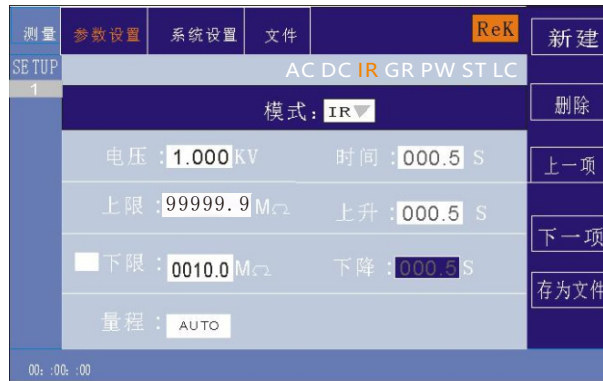 测量 参数设置 系统设置 文件 ReK 新建
SETUP AC DC IR GR PW ST LC
1
模式: IR 删除
电压: 1.000 KV 时间: 000.5 S 上一项
上限: 99999.9 MΩ 上升: 000.5 S
下一项
下限: 0010.0 MΩ 下降: 000.5 S
存为文件
量程: AUTO
00: :00: :00